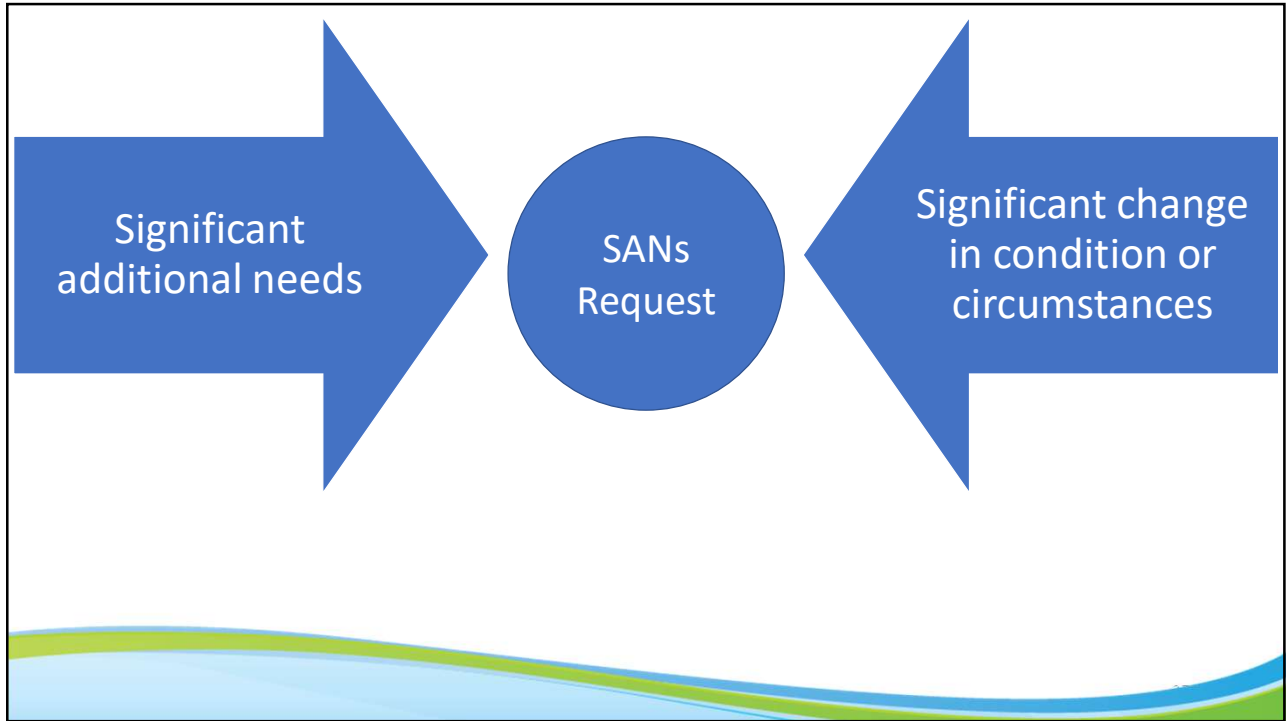 Significant
additional needs
SANs
Request
Significant change
in condition or
circumstances